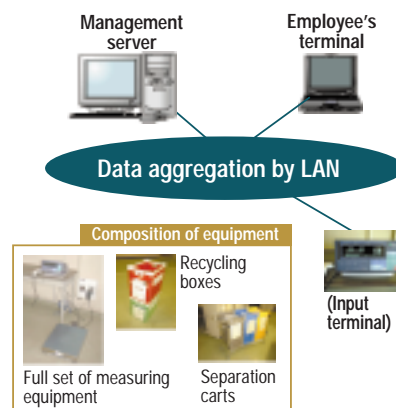 Management
server
Employee's
terminal
Data aggregation by LAN
Composition of equipment
Recycling
boxes
(Input
terminal)
Full set of measuring
equipment
Separation
carts